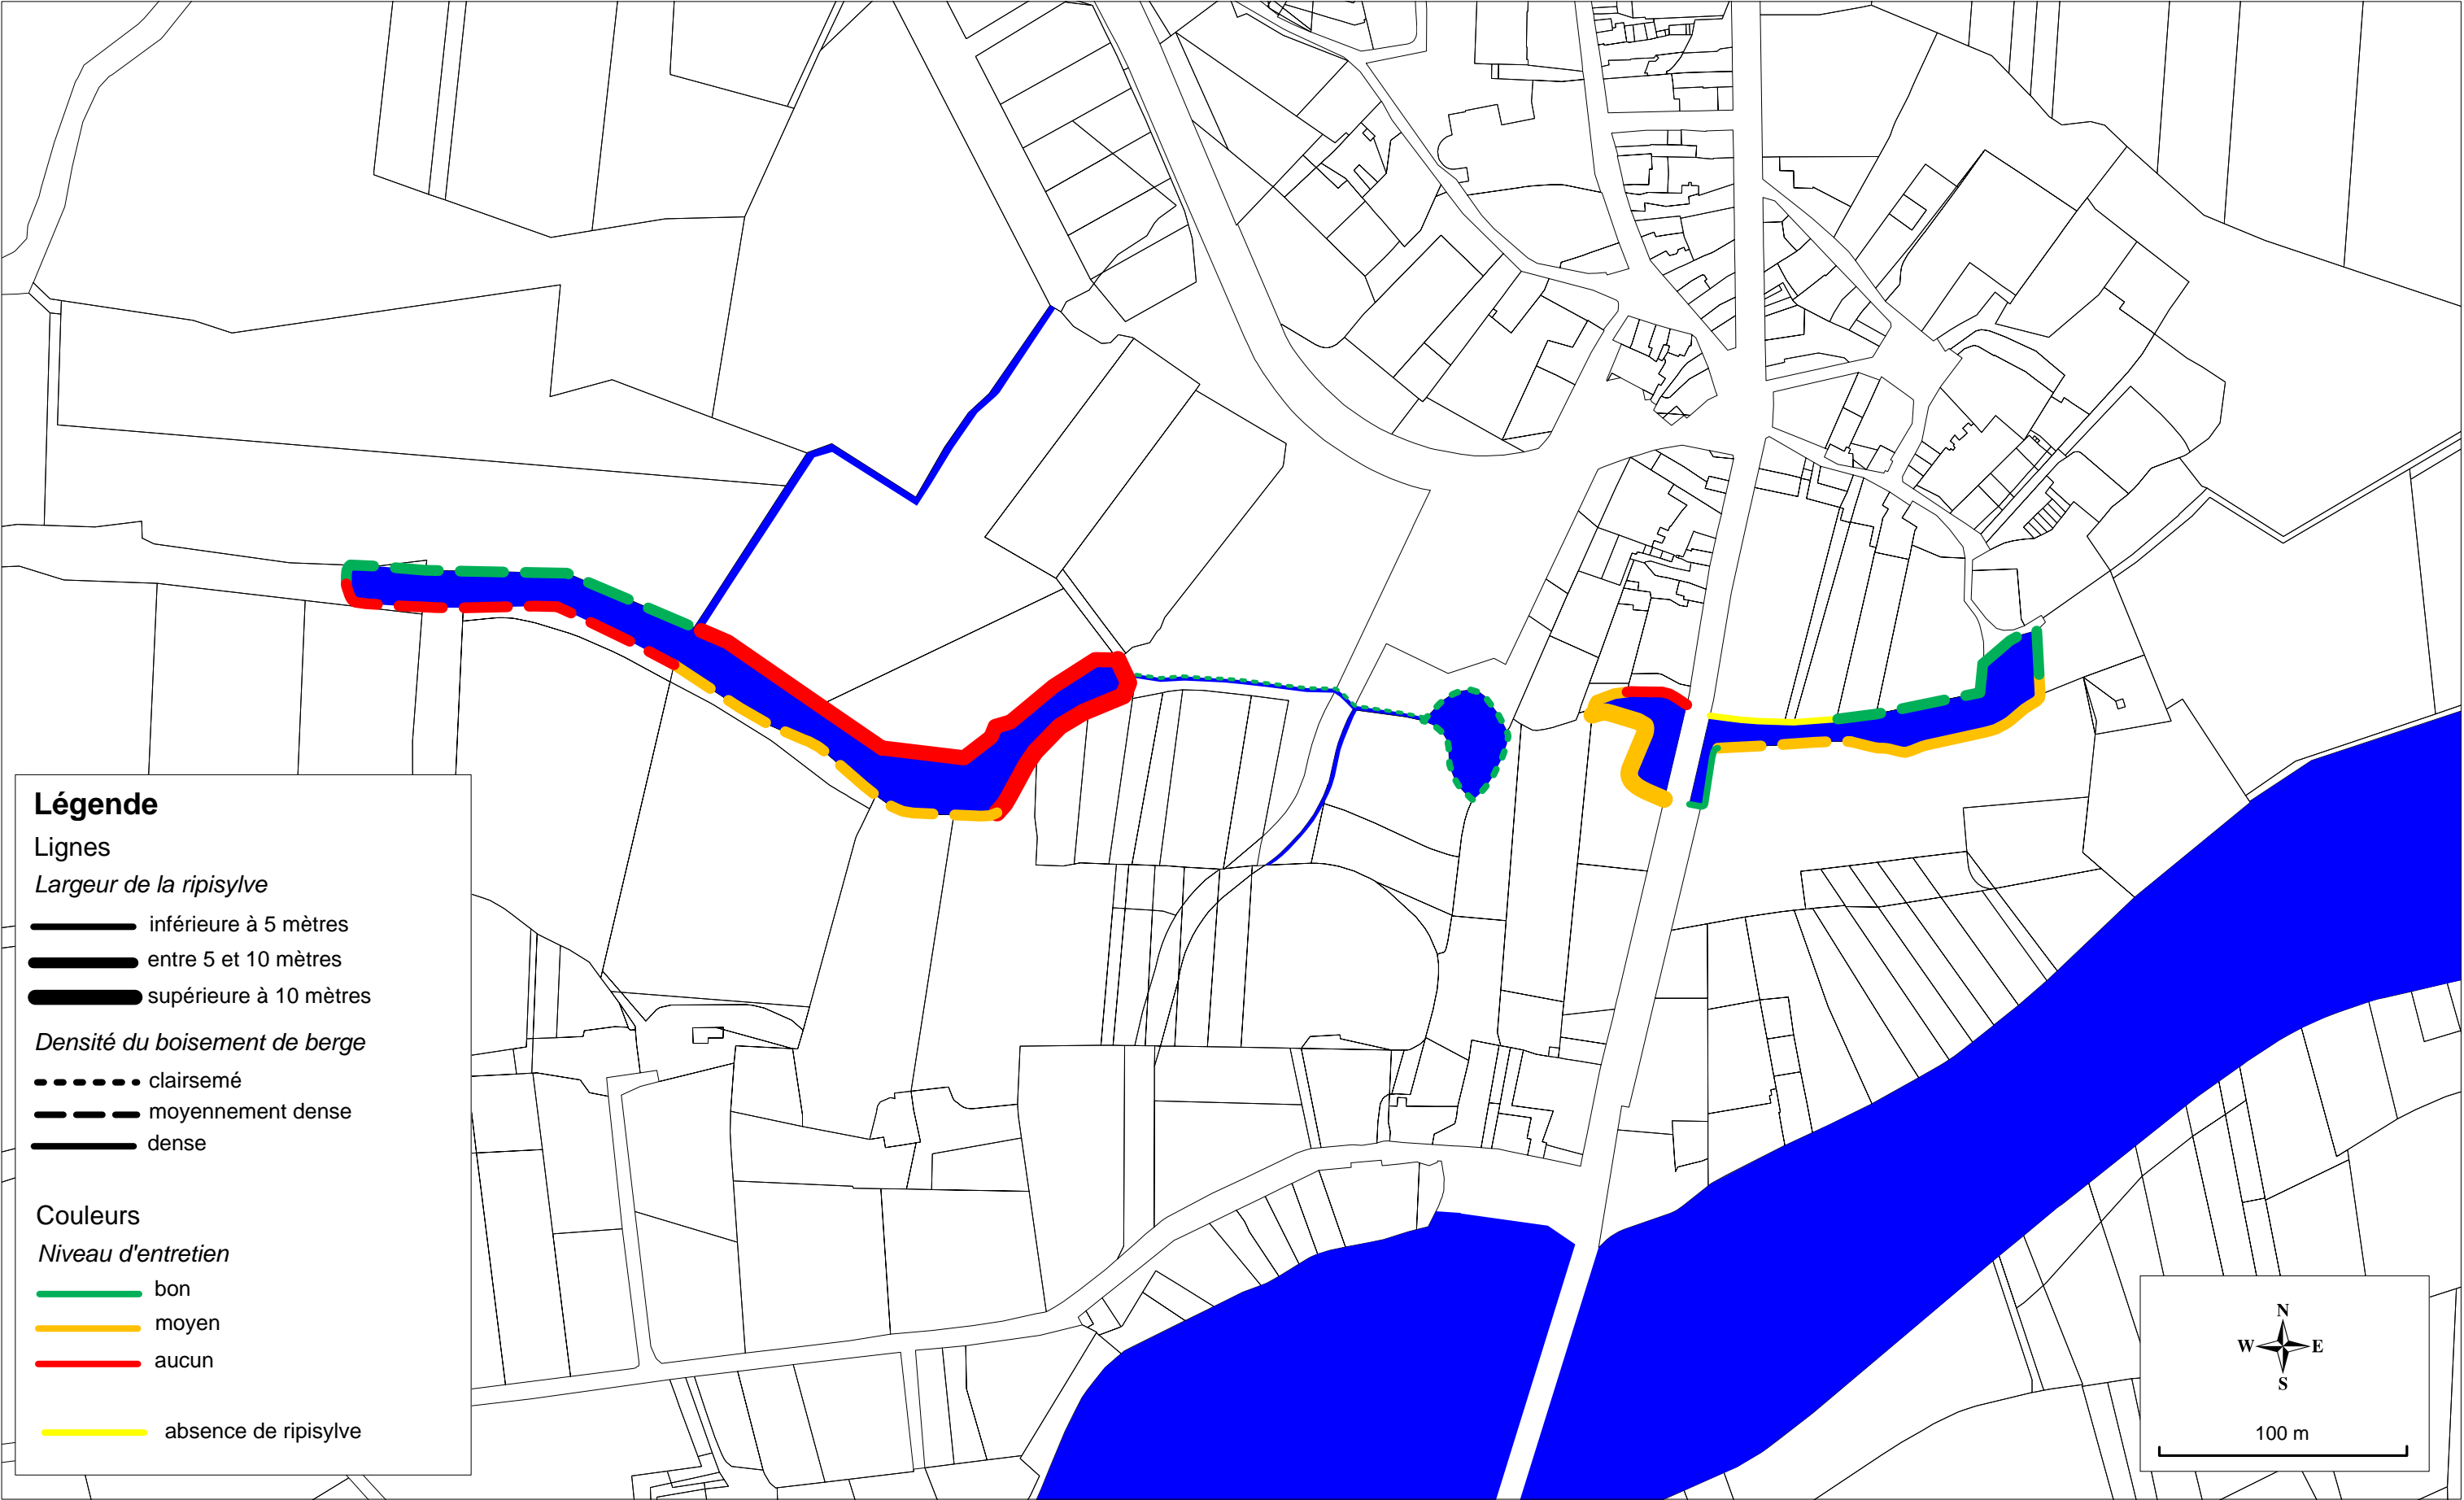 Légende
Lignes
Largeur de la ripisylve
inférieure à 5 mètres
entre 5 et 10 mètres
supérieure à 10 mètres
Densité du boisement de berge
clairsemé
moyennement dense
dense
Couleurs
Niveau d'entretien
bon
moyen
aucun
absence de ripisylve
N
W E
S
100 m